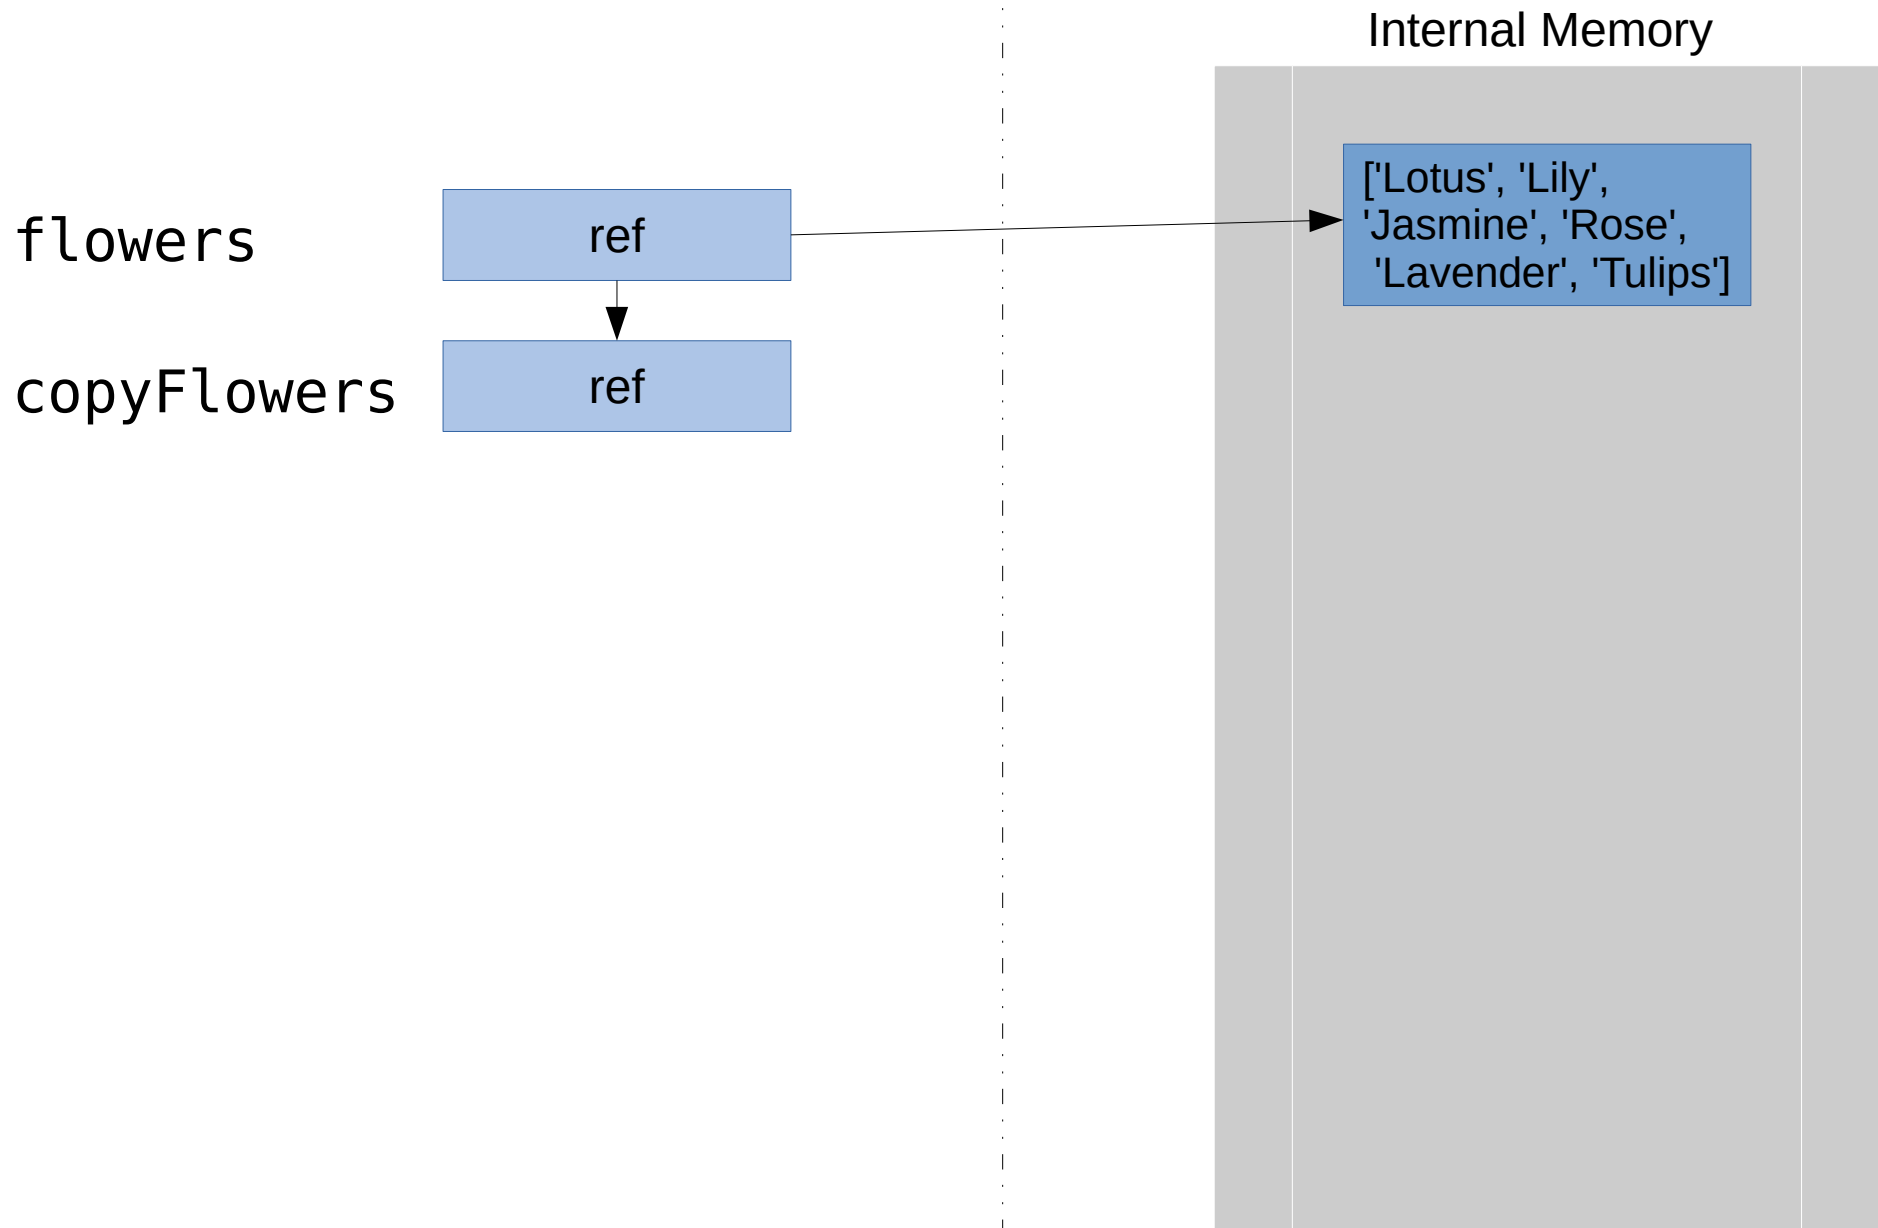 Internal Memory
['Lotus', 'Lily',
'Jasmine', 'Rose',
'Lavender', 'Tulips']
flowers
ref
copyFlowers
ref